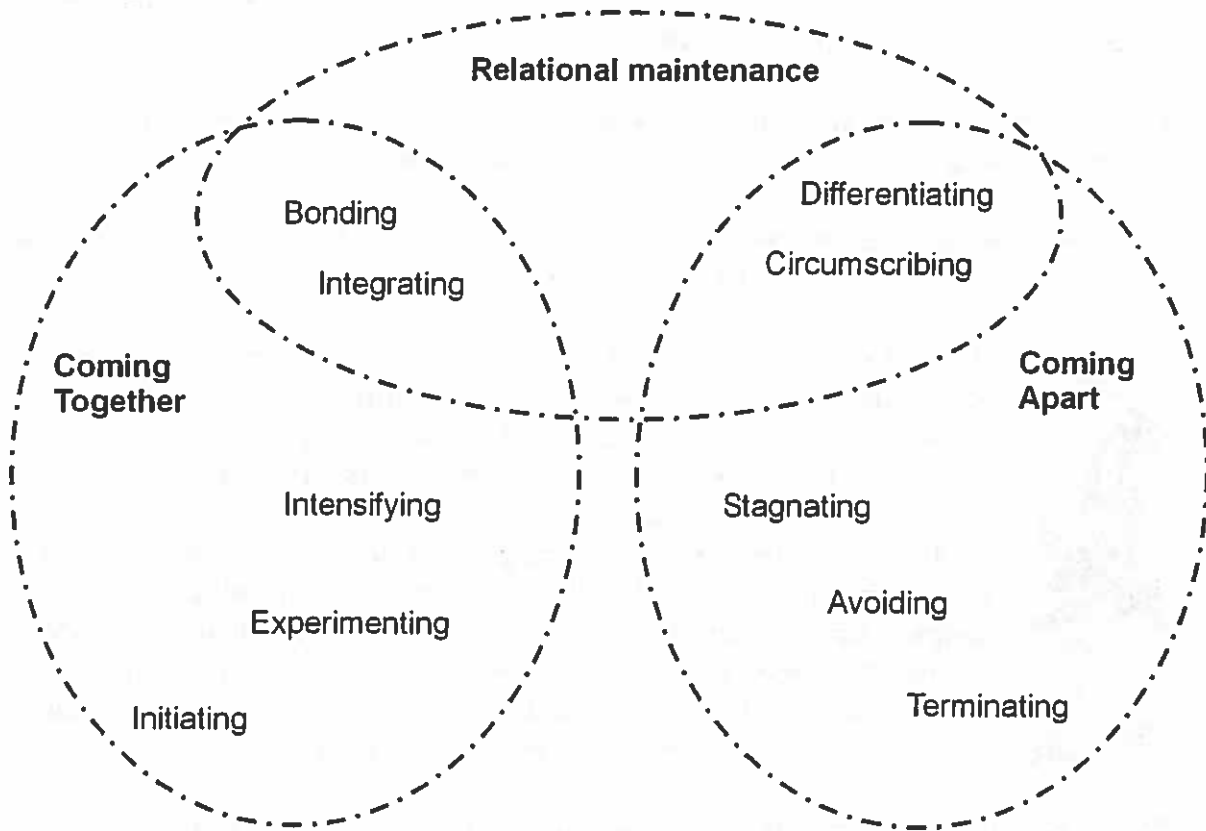 Relational maintenance
Bonding
Integrating
Differentiating
Circumscribing
Coming
Together
Coming
Apart
Intensifying
Experimenting
Initiating
Stagnating
Avoiding
Terminating